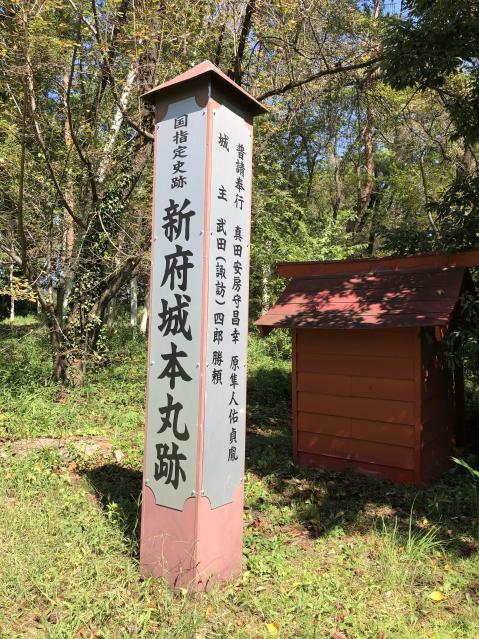 国指定史跡
新府城本丸跡
普請奉行 真田安房守昌幸 原隼人佑貞胤
城主 武田(諏訪)四郎勝頼